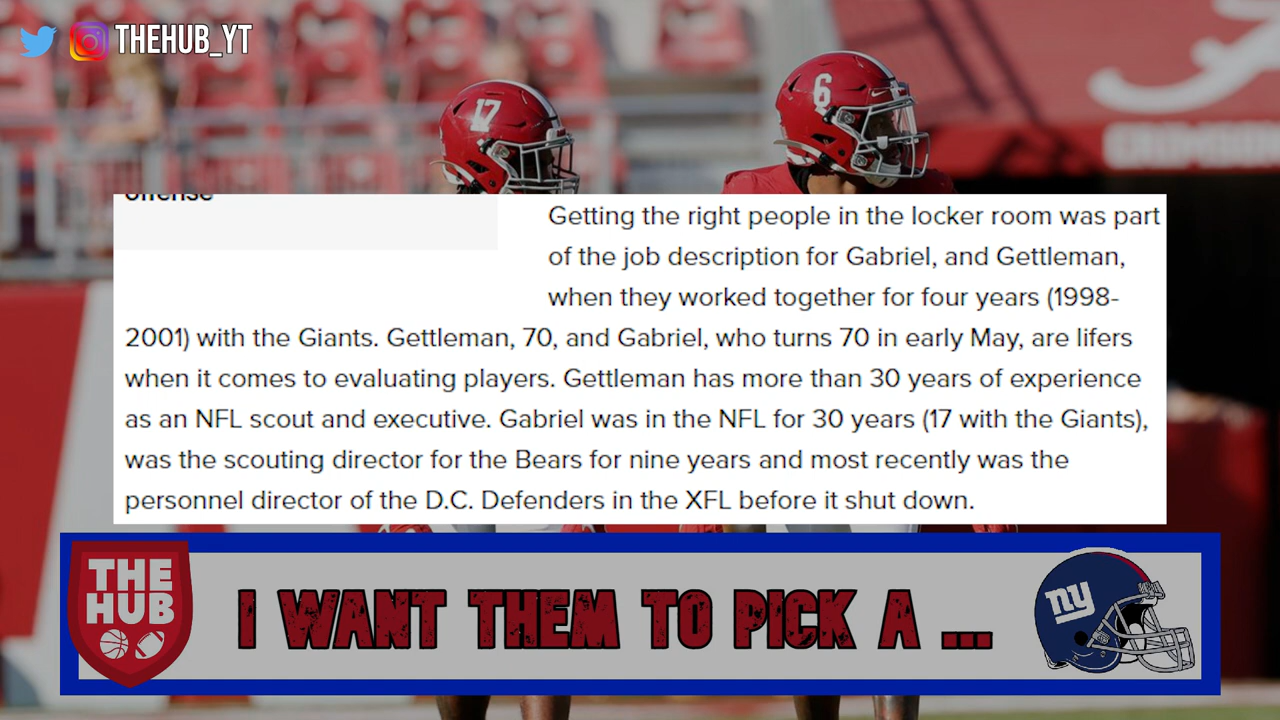 THEHUB_YT
17
6
offense
Getting the right people in the locker room was part
of the job description for Gabriel, and Gettleman,
when they worked together for four years (1998-
2001) with the Giants. Gettleman, 70, and Gabriel, who turns 70 in early May, are lifers
when it comes to evaluating players. Gettleman has more than 30 years of experience
as an NFL scout and executive. Gabriel was in the NFL for 30 years (17 with the Giants),
was the scouting director for the Bears for nine years and most recently was the
personnel director of the D.C. Defenders in the XFL before it shut down.
THE
HUB
I WANT THEM TO PICK A ...
ny